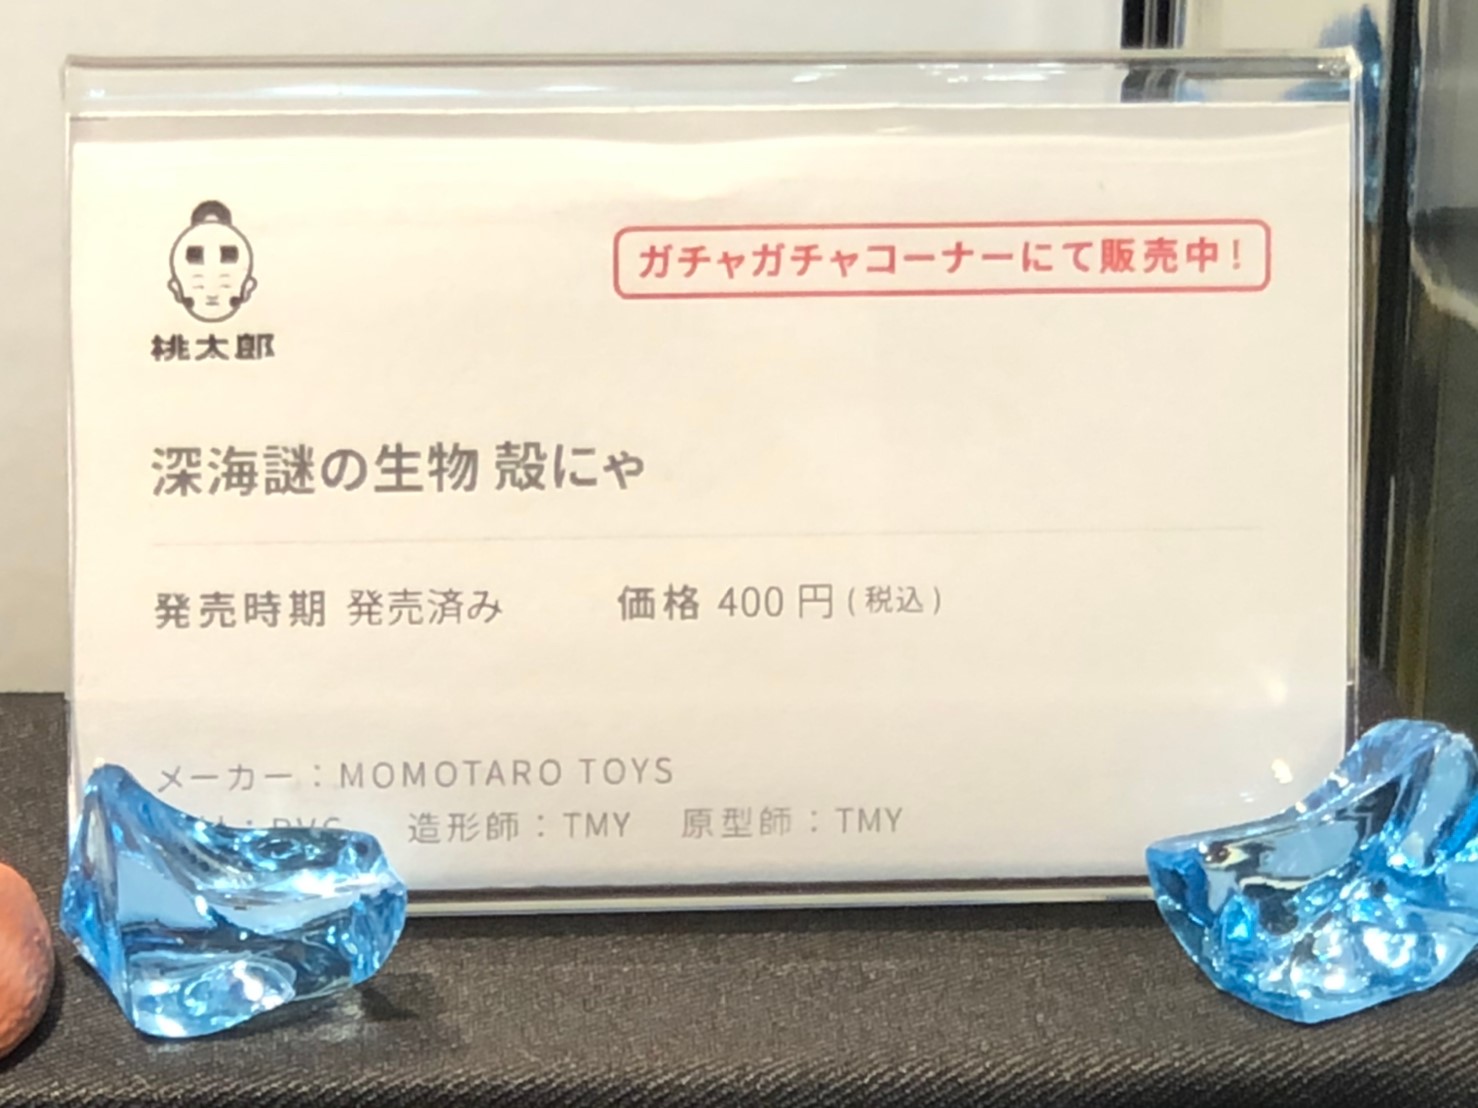 ガチャガチャコーナーにて販売中!
桃太郎
深海謎の生物 殻にゃ
発売時期 発売済み 価格 400 円 (税込)
メーカー:MOMOTARO TOYS
造形師:TMY 原型師:TMY